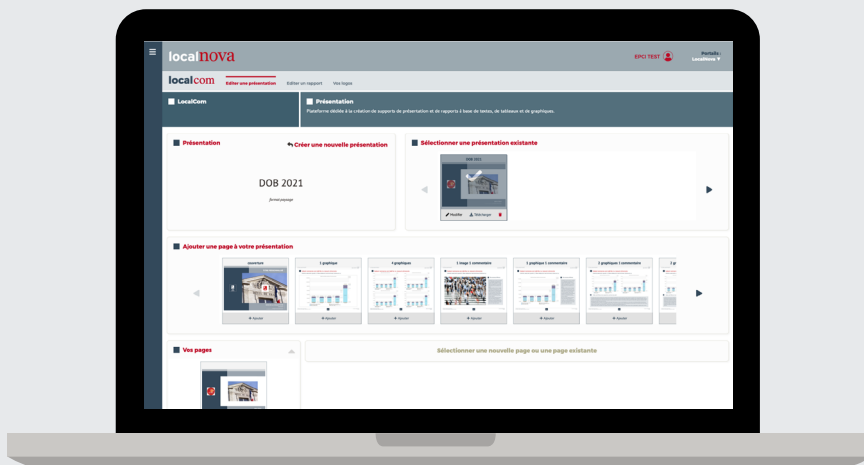 localnova
EPCI TEST
Portails :
LocalNova
localcom
Editer une présentation
Editer un rapport
Vos logos
LocalCom
Présentation
Plateforme dédiée à la création de supports de présentation et de rapports à base de textes, de tableaux et de graphiques.
Présentation
Créer une nouvelle présentation
DOB 2021
format paysage
Sélectionner une présentation existante
DOB 2021
Modifier
Télécharger
Ajouter une page à votre présentation
couverture
1 graphique
4 graphiques
1 image 1 commentaire
1 graphique 1 commentaire
2 graphiques 1 commentaire
+ Ajouter
+ Ajouter
+ Ajouter
+ Ajouter
+ Ajouter
+ Ajouter
Vos pages
Sélectionner une nouvelle page ou une page existante